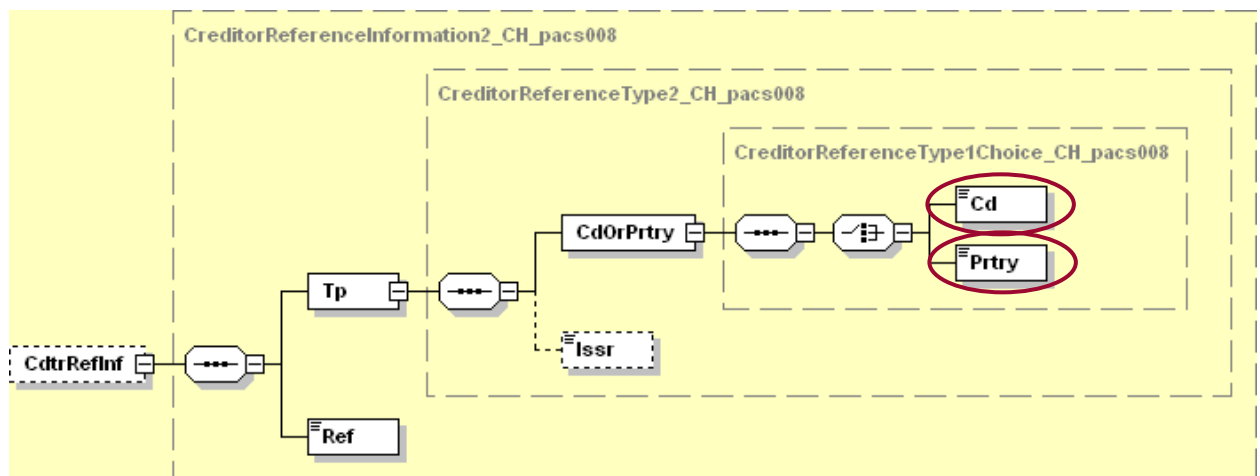 CreditorReferenceInformation2_CH_pacs008
CreditorReferenceType2_CH_pacs008
CreditorReferenceType1Choice_CH_pacs008
Cd
CdOrPrtry
Prtry
Tp
Issr
CdtrRefInf
Ref